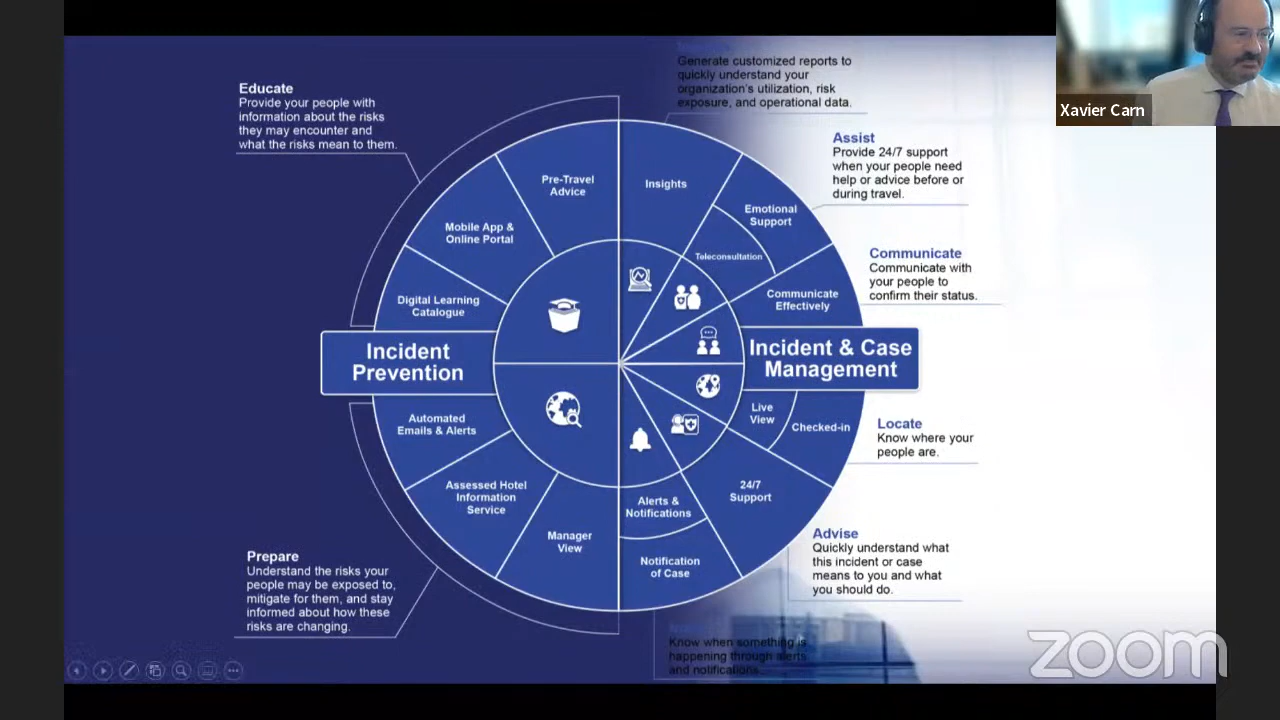 Xavier Carn
Educate
Provide your people with
information about the risks
they may encounter and
what the risks mean to them.
Generate customized reports to
quickly understand your
organization's utilization, risk
exposure, and operational data.
Assist
Provide 24/7 support
when your people need
help or advice before or
during travel.
Communicate
Communicate with
your people to
confirm their status.
Pre-Travel
Advice
Insights
Mobile App &
Online Portal
Emotional
Support
Teleconsultation
Digital Learning
Catalogue
Communicate
Effectively
Incident
Prevention
Incident & Case
Management
Automated
Emails & Alerts
Live
View
Checked-in
Locate
Know where your
people are.
Assessed Hotel
Information
Service
24/7
Support
Alerts &
Notifications
Manager
View
Notification
of Case
Advise
Quickly understand what
this incident or case
means to you and what
you should do.
Prepare
Understand the risks your
people may be exposed to,
mitigate for them, and stay
informed about how these
risks are changing.
Know when something is
happening through alerts
and notifications...
zoom